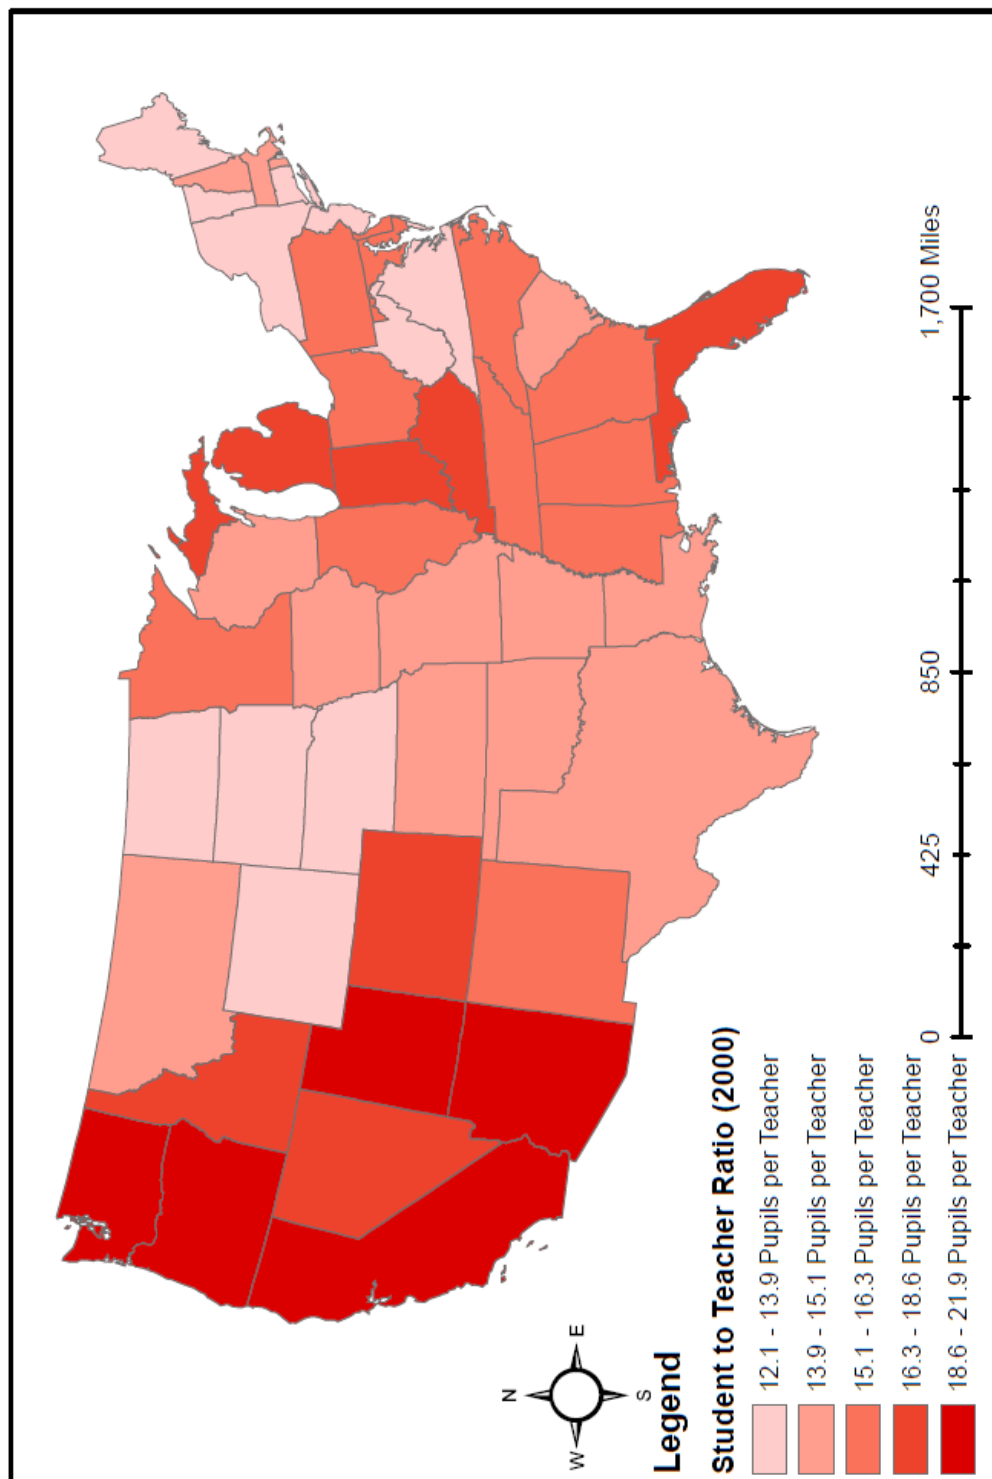 N
W
E
S
Legend
Student to Teacher Ratio (2000)
12.1 - 13.9 Pupils per Teacher
13.9 - 15.1 Pupils per Teacher
15.1 - 16.3 Pupils per Teacher
16.3 - 18.6 Pupils per Teacher
18.6 - 21.9 Pupils per Teacher
0 425 850 1,700 Miles